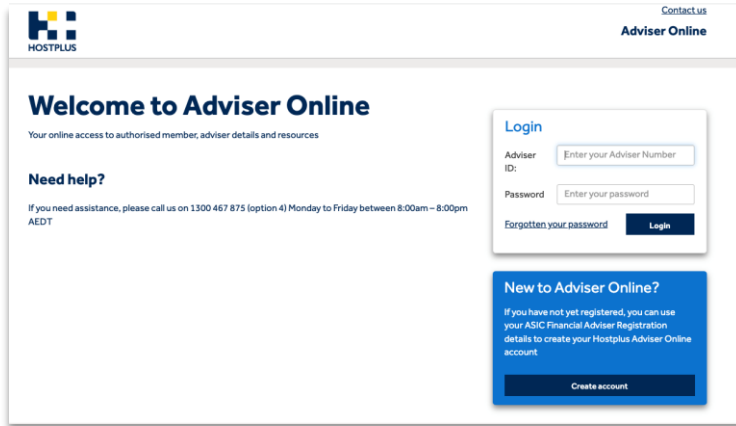 Contact us
HOSTPLUS
Adviser Online
Welcome to Adviser Online
Your online access to authorised member, adviser details and resources
Need help?
If you need assistance, please call us on 1300 467 875 (option 4) Monday to Friday between 8:00am – 8:00pm
AEDT
Login
Adviser
ID:
Enter your Adviser Number
Password
Enter your password
Forgotten your password
Login
New to Adviser Online?
If you have not yet registered, you can use
your ASIC Financial Adviser Registration
details to create your Hostplus Adviser Online
account
Create account